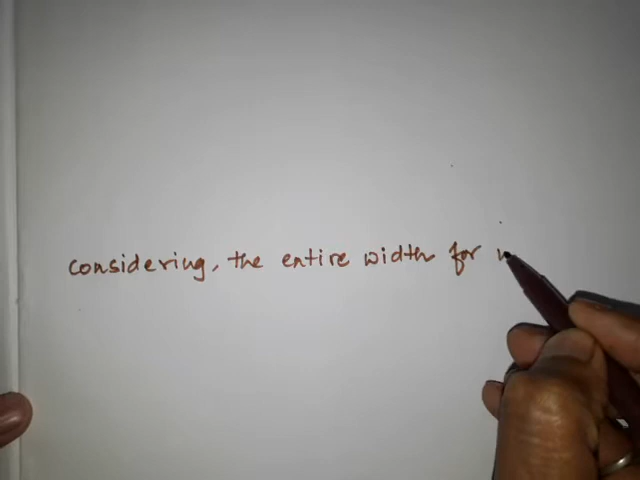 considering, the entire width for